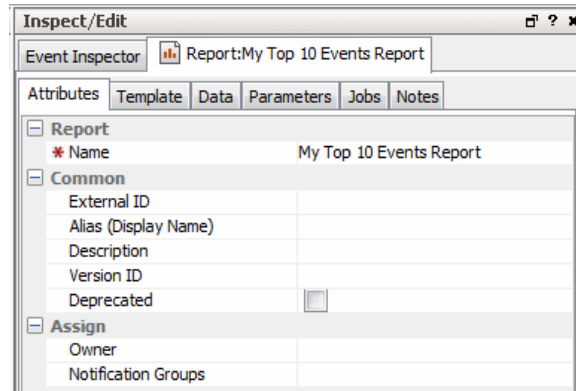 Inspect/Edit ? x
Event Inspector Report:My Top 10 Events Report
Attributes Template Data Parameters Jobs Notes
Report
* Name My Top 10 Events Report
Common
External ID
Alias (Display Name)
Description
Version ID
Deprecated
Assign
Owner
Notification Groups